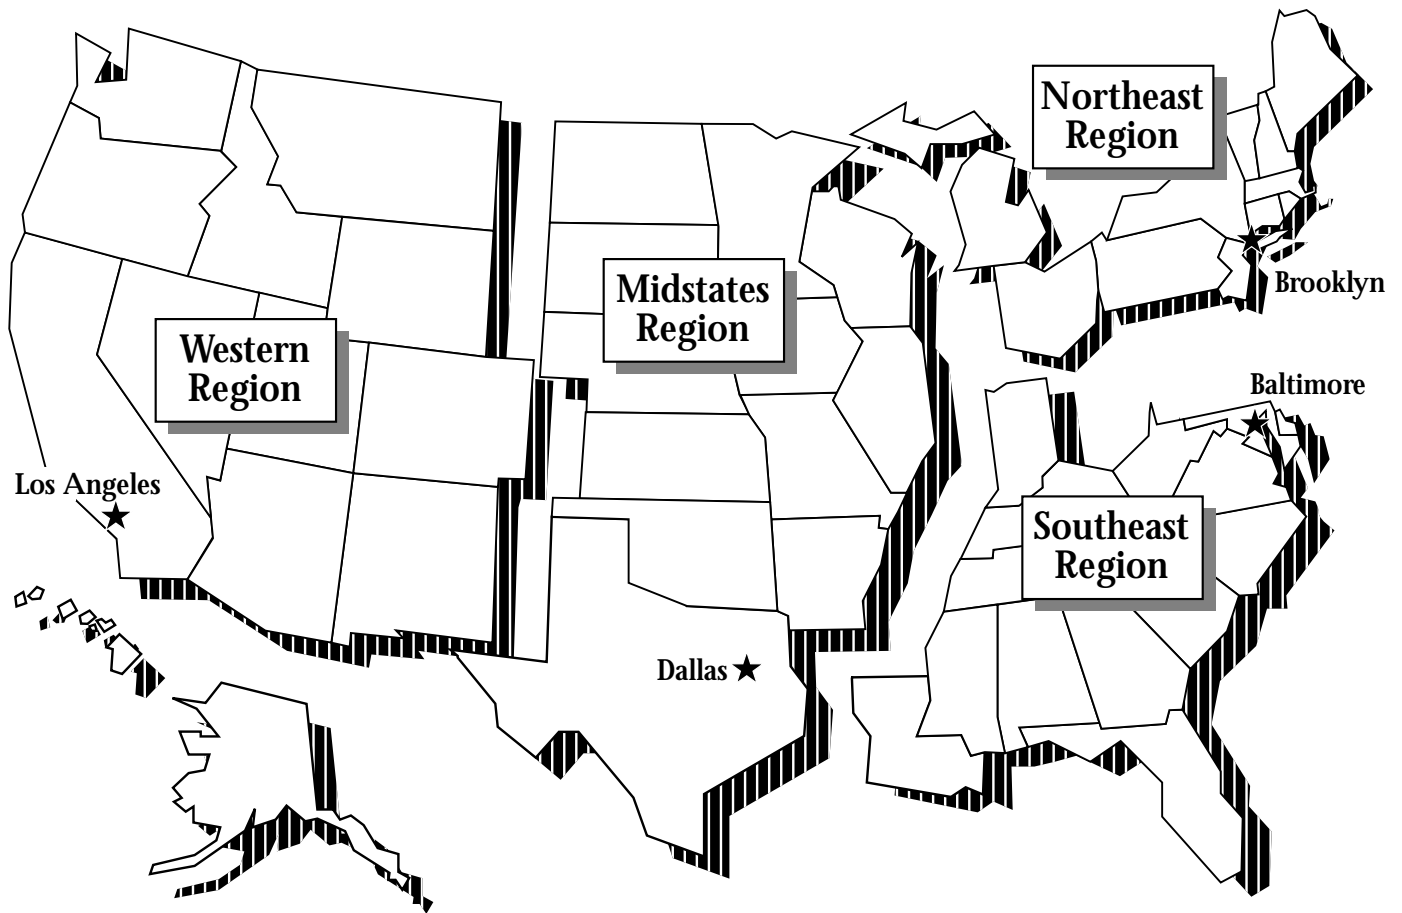 Northeast
Region
Midstates
Region
Brooklyn
Western
Region
Baltimore
Los Angeles
Southeast
Region
Dallas